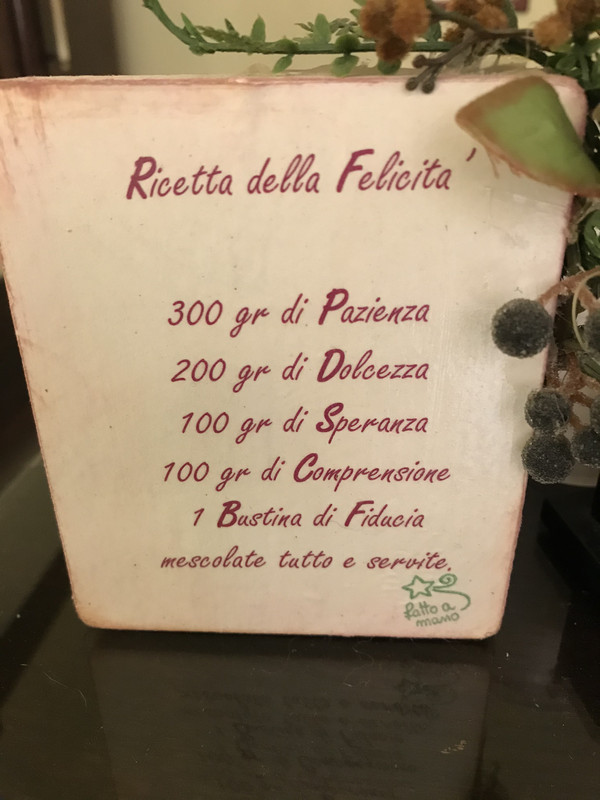 Ricetta della Felicita'
300 gr di Pazienza
200 gr di Dolcezza
100 gr di Speranza
100 gr di Comprensione
1 Bustina di Fiducia
mescolate tutto e servite.
fatto a
mano